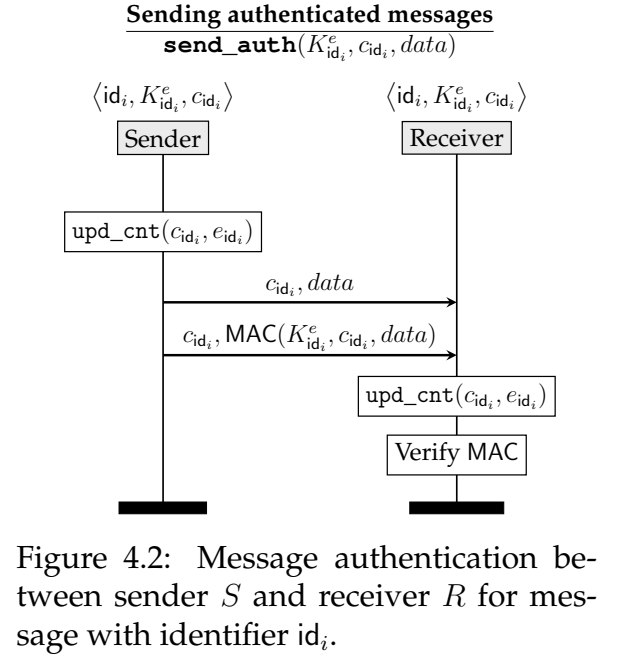 Sending authenticated messages
send_auth(K^e_{id_i}, c_{id_i}, data)
⟨id_i, K^e_{id_i}, c_{id_i}⟩ ⟨id_i, K^e_{id_i}, c_{id_i}⟩
Sender Receiver
upd_cnt(c_{id_i}, e_{id_i})
c_{id_i}, data
c_{id_i}, MAC(K^e_{id_i}, c_{id_i}, data)
upd_cnt(c_{id_i}, e_{id_i})
Verify MAC
Figure 4.2: Message authentication be-
tween sender S and receiver R for mes-
sage with identifier id_i.